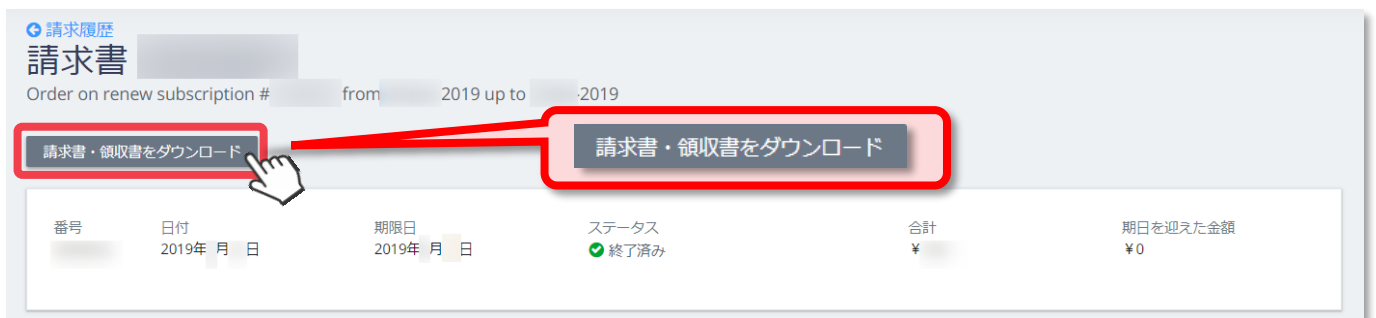 請求履歴
請求書
Order on renew subscription # from 2019 up to -2019
請求書・領収書をダウンロード
請求書・領収書をダウンロード
番号 日付 期限日 ステータス 合計 期日を迎えた金額
2019年 月 日 2019年 月 日 終了済み ¥ ¥0